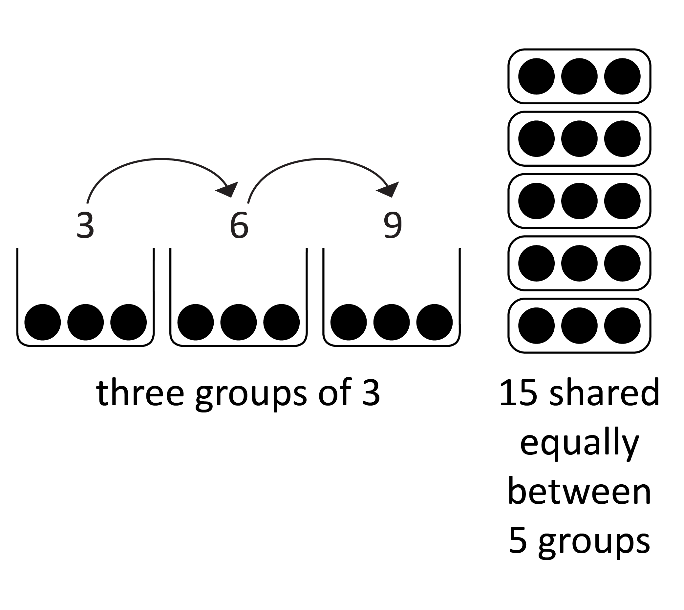 3 6 9
three groups of 3
15 shared
equally
between
5 groups